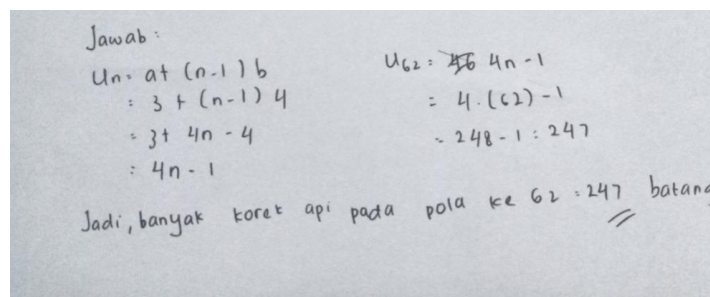 Jawab :
Un = a+ (n-1) b
= 3 + (n-1) 4
= 3+ 4n - 4
= 4n - 1
U62 = 4n -1
= 4.(62) -1
= 248 - 1 = 247
Jadi, banyak korek api pada pola ke 62 = 247 batang